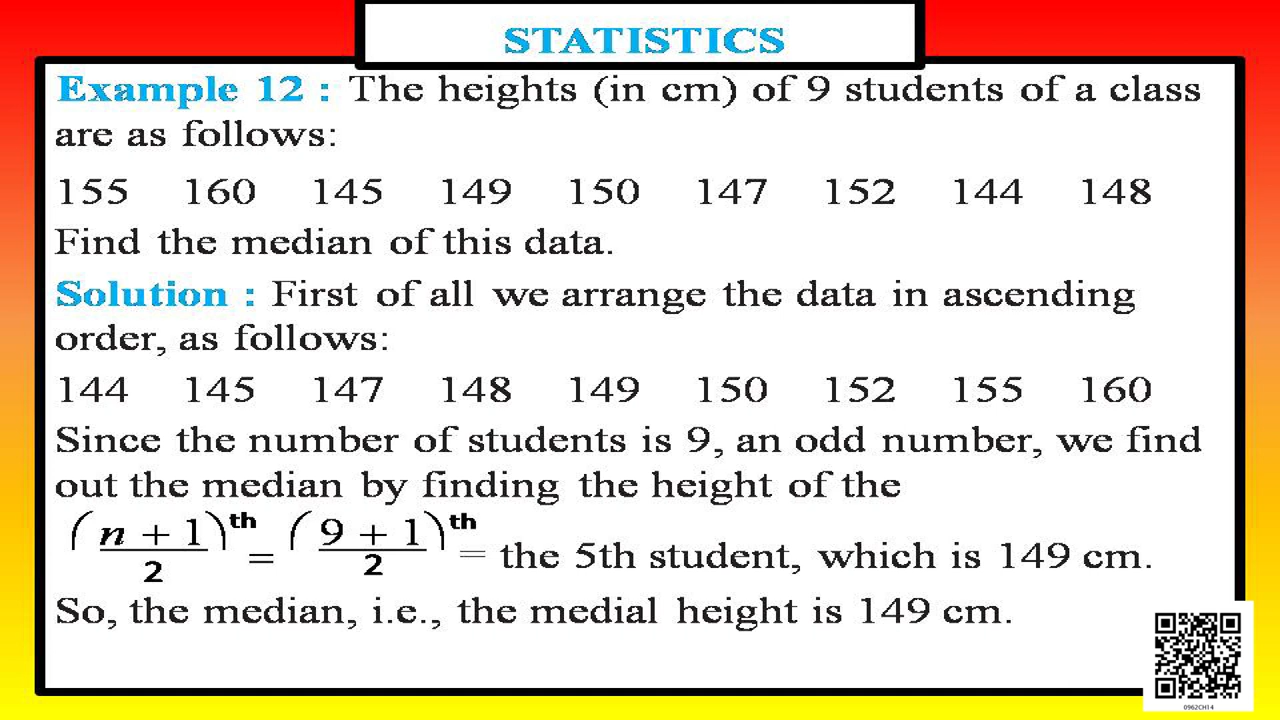 STATISTICS
Example 12 : The heights (in cm) of 9 students of a class
are as follows:
155 160 145 149 150 147 152 144 148
Find the median of this data.
Solution : First of all we arrange the data in ascending
order, as follows:
144 145 147 148 149 150 152 155 160
Since the number of students is 9, an odd number, we find
out the median by finding the height of the
(n + 1 / 2)th = (9 + 1 / 2)th = the 5th student, which is 149 cm.
So, the median, i.e., the medial height is 149 cm.
0962CH14